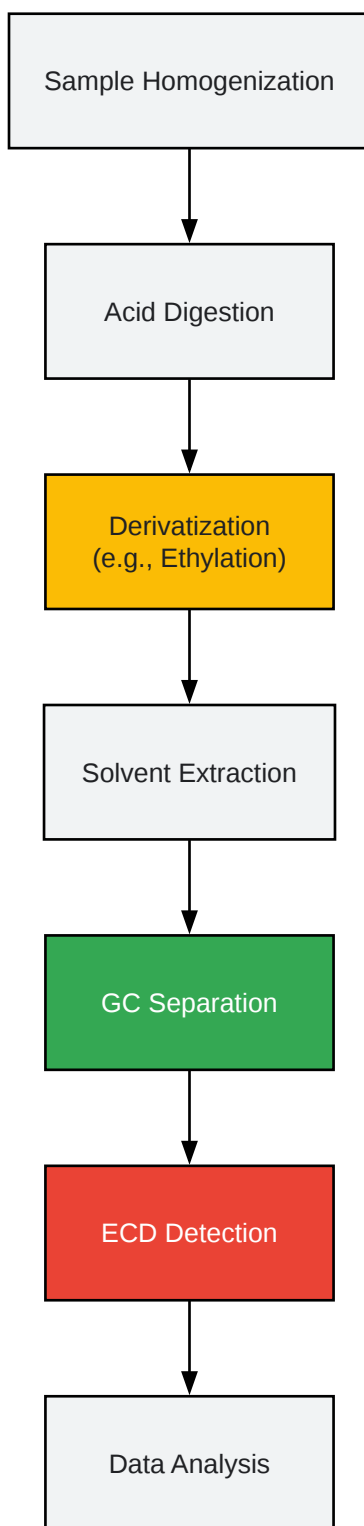 Sample Homogenization
Acid Digestion
Derivatization
(e.g., Ethylation)
Solvent Extraction
GC Separation
ECD Detection
Data Analysis